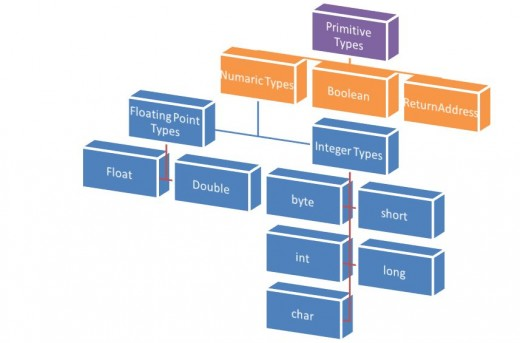 Primitive
Types
Numaric Types
Boolean
ReturnAddress
Floating Point
Types
Integer Types
Float
Double
byte
short
int
long
char